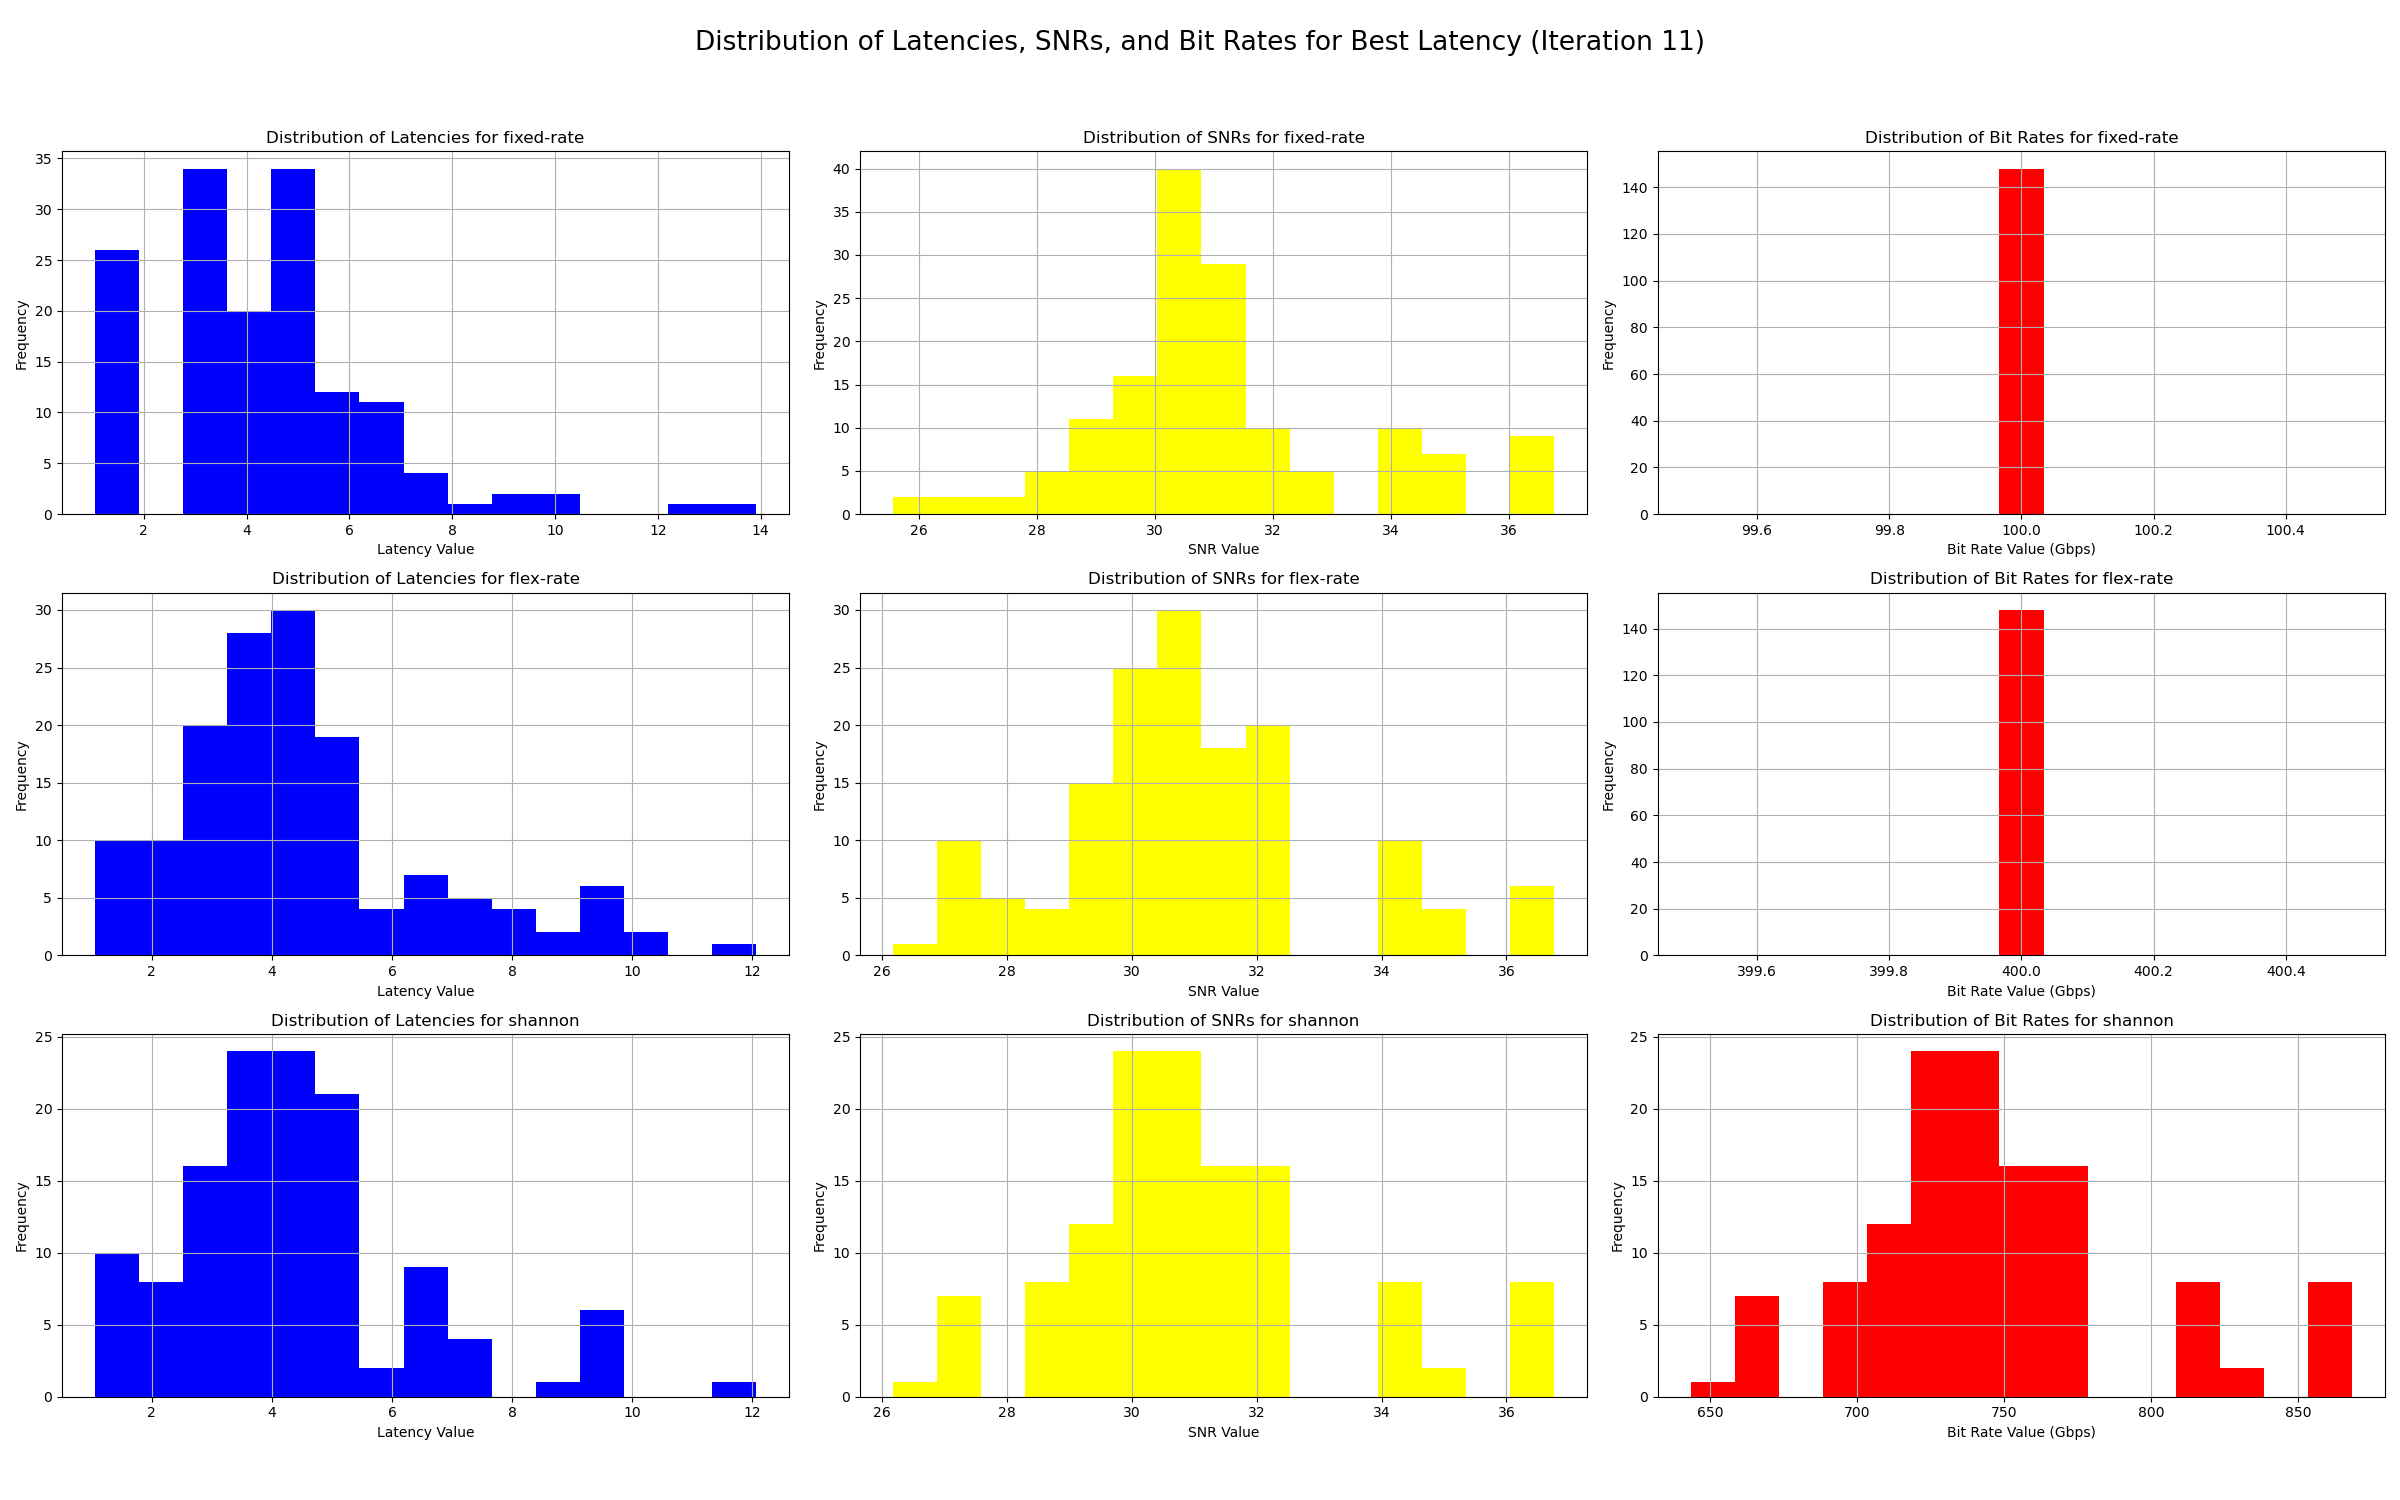 Distribution of Latencies, SNRs, and Bit Rates for Best Latency (Iteration 11)
Distribution of Latencies for fixed-rate
Frequency
35
30
25
20
15
10
5
0
2 4 6 8 10 12 14
Latency Value
Distribution of SNRs for fixed-rate
Frequency
40
35
30
25
20
15
10
5
0
26 28 30 32 34 36
SNR Value
Distribution of Bit Rates for fixed-rate
Frequency
140
120
100
80
60
40
20
0
99.6 99.8 100.0 100.2 100.4
Bit Rate Value (Gbps)
Distribution of Latencies for flex-rate
Frequency
30
25
20
15
10
5
0
2 4 6 8 10 12
Latency Value
Distribution of SNRs for flex-rate
Frequency
30
25
20
15
10
5
0
26 28 30 32 34 36
SNR Value
Distribution of Bit Rates for flex-rate
Frequency
140
120
100
80
60
40
20
0
399.6 399.8 400.0 400.2 400.4
Bit Rate Value (Gbps)
Distribution of Latencies for shannon
Frequency
25
20
15
10
5
0
2 4 6 8 10 12
Latency Value
Distribution of SNRs for shannon
Frequency
25
20
15
10
5
0
26 28 30 32 34 36
SNR Value
Distribution of Bit Rates for shannon
Frequency
25
20
15
10
5
0
650 700 750 800 850
Bit Rate Value (Gbps)